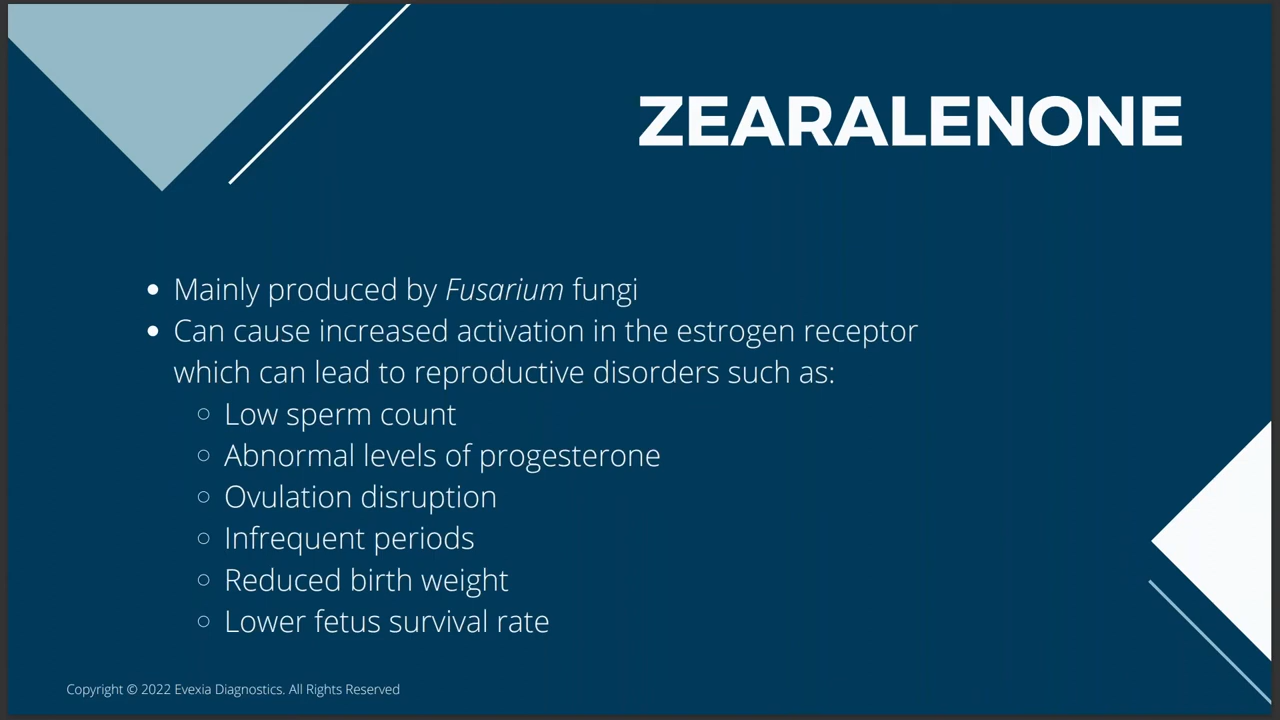 ZEARALENONE
• Mainly produced by Fusarium fungi
• Can cause increased activation in the estrogen receptor
which can lead to reproductive disorders such as:
○ Low sperm count
○ Abnormal levels of progesterone
○ Ovulation disruption
○ Infrequent periods
○ Reduced birth weight
○ Lower fetus survival rate
Copyright © 2022 Evexia Diagnostics. All Rights Reserved